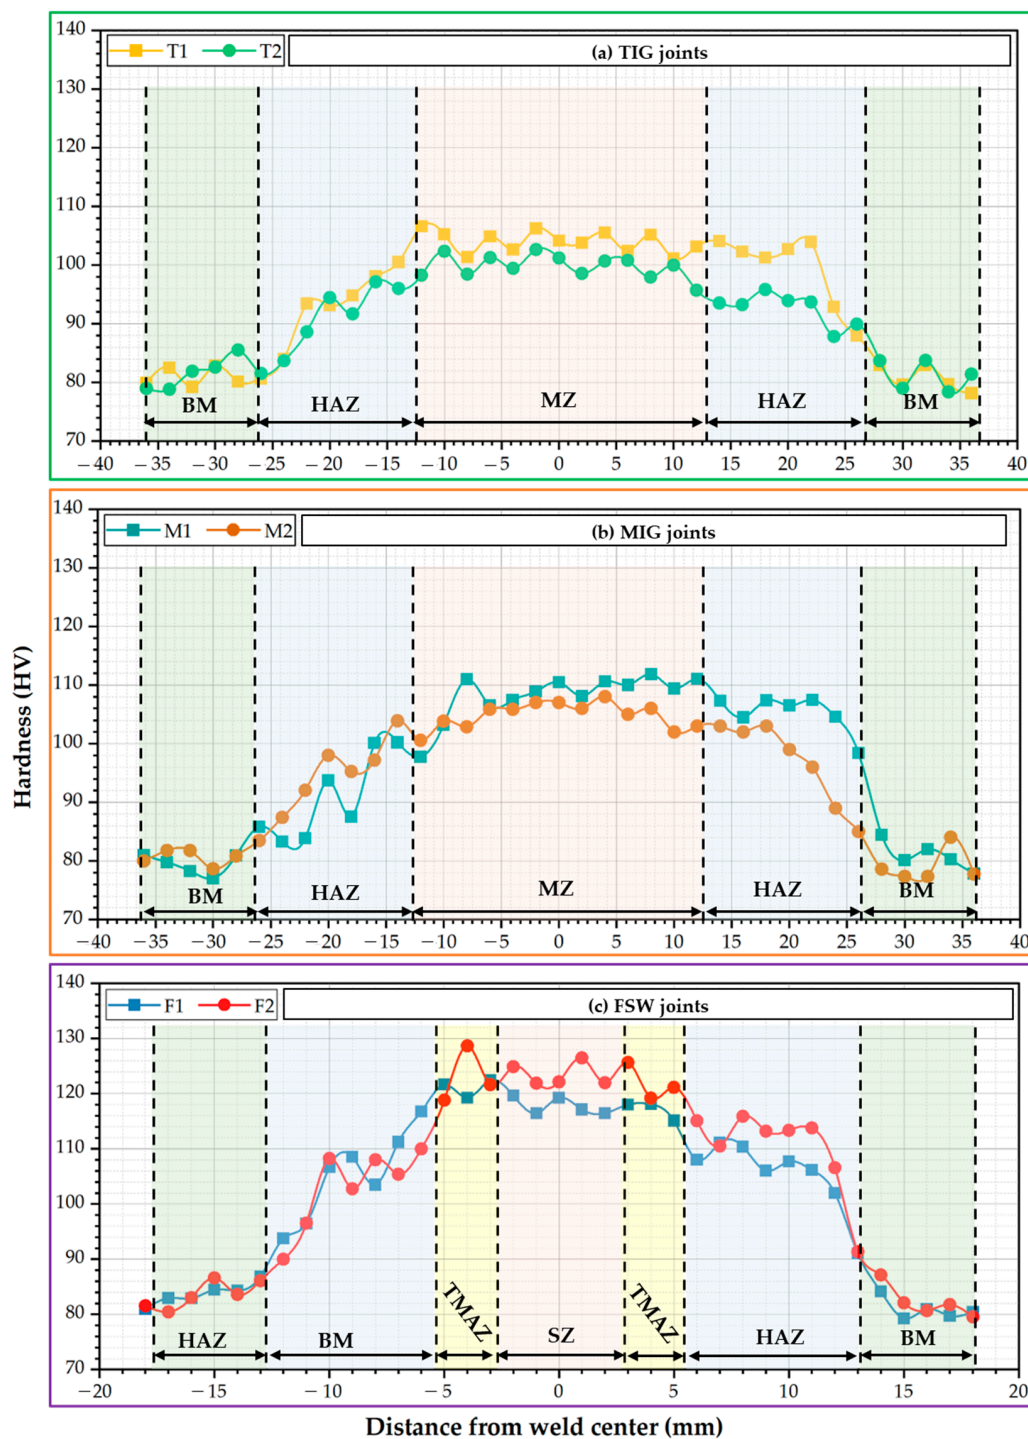 T1 T2 (a) TIG joints
140
130
120
110
100
90
80
70
BM HAZ MZ HAZ BM
−40 −35 −30 −25 −20 −15 −10 −5 0 5 10 15 20 25 30 35 40
M1 M2 (b) MIG joints
140
130
120
110
100
90
80
70
BM HAZ MZ HAZ BM
−40 −35 −30 −25 −20 −15 −10 −5 0 5 10 15 20 25 30 35 40
Hardness (HV)
F1 F2 (c) FSW joints
140
130
120
110
100
90
80
70
HAZ BM TMAZ SZ TMAZ HAZ BM
−20 −15 −10 −5 0 5 10 15 20
Distance from weld center (mm)